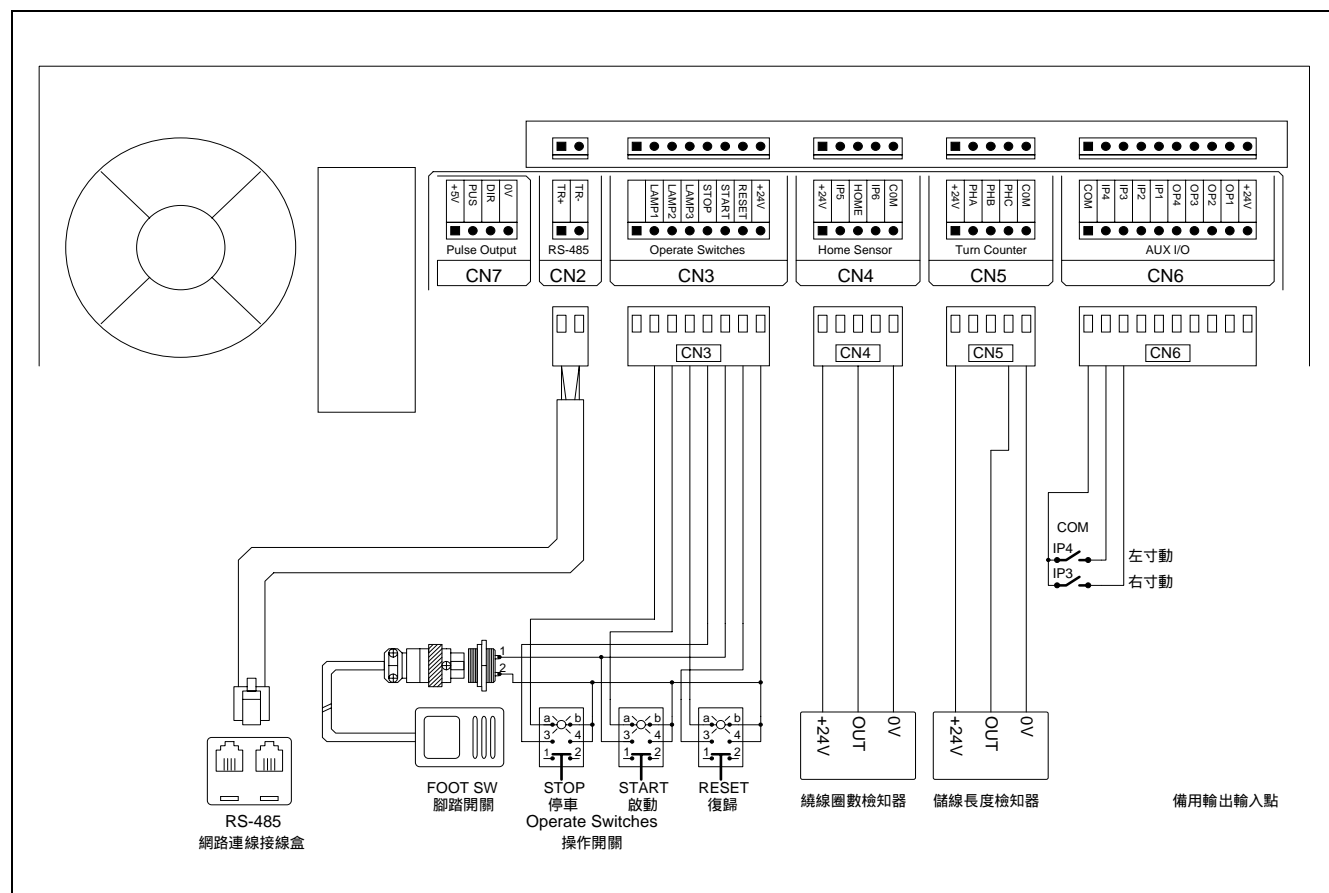 +5V
PUS
DIR
0V
Pulse Output
CN7
TR+
TR-
RS-485
CN2
LAMP1
LAMP2
LAMP3
STOP
START
RESET
+24V
Operate Switches
CN3
+24V
IP5
HOME
IP6
COM
Home Sensor
CN4
+24V
PHA
PHB
PHC
COM
Turn Counter
CN5
COM
IP4
IP3
IP2
IP1
OP4
OP3
OP2
OP1
+24V
AUX I/O
CN6
CN3
CN4
CN5
CN6
COM
IP4
左寸動
IP3
右寸動
1
2
a b
3 4
1 2
a b
3 4
1 2
a b
3 4
1 2
+24V
OUT
0V
+24V
OUT
0V
FOOT SW
腳踏開關
STOP
停車
START
啟動
RESET
復歸
Operate Switches
操作開關
繞線圈數檢知器
儲線長度檢知器
備用輸出輸入點
RS-485
網路連線接線盒